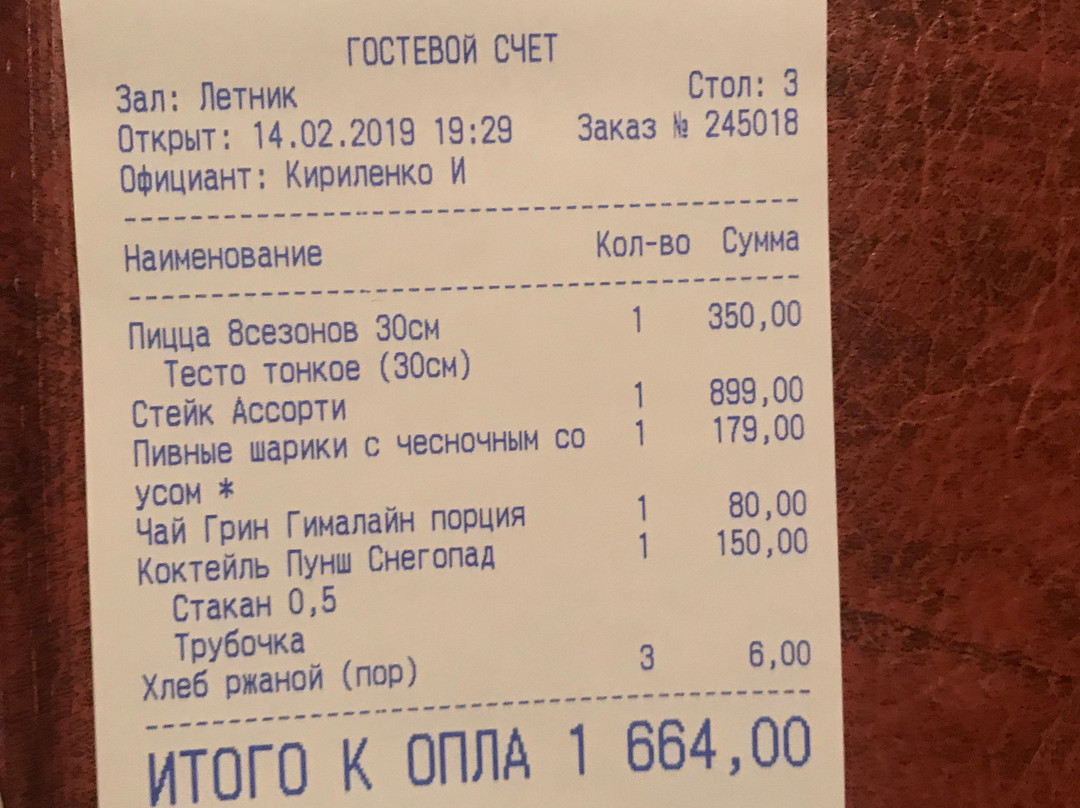 ГОСТЕВОЙ СЧЕТ
Зал: Летник Стол: 3
Открыт: 14.02.2019 19:29 Заказ № 245018
Официант: Кириленко И
Наименование Кол-во Сумма
Пицца 8сезонов 30см 1 350,00
Тесто тонкое (30см)
Стейк Ассорти 1 899,00
Пивные шарики с чесночным со 1 179,00
усом *
Чай Грин Гималайн порция 1 80,00
Коктейль Пунш Снегопад 1 150,00
Стакан 0,5
Трубочка
Хлеб ржаной (пор) 3 6,00
ИТОГО К ОПЛА 1 664,00